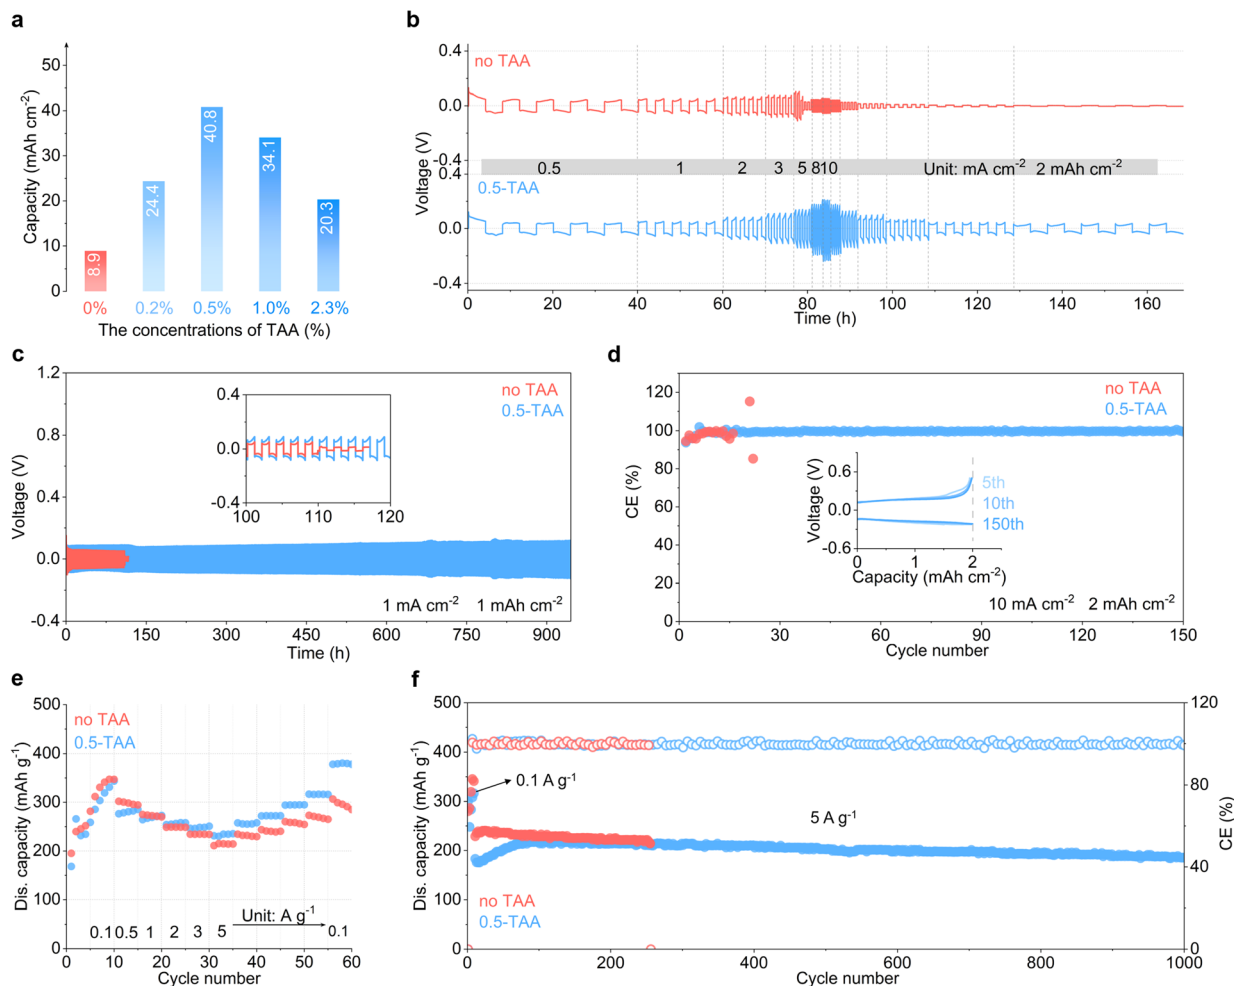 a
Capacity (mAh cm⁻²)
50
40
30
20
10
0
8.9
24.4
40.8
34.1
20.3
0%
0.2%
0.5%
1.0%
2.3%
The concentrations of TAA (%)
b
Voltage (V)
0.4
no TAA
0.0
-0.4
0.5 1 2 3 5 8 10 Unit: mA cm⁻² 2 mAh cm⁻²
0.4
0.5-TAA
0.0
-0.4
0 20 40 60 80 100 120 140 160
Time (h)
c
Voltage (V)
1.2
0.8
0.4
0.0
-0.4
no TAA
0.5-TAA
0.4
0.0
-0.4
100 110 120
1 mA cm⁻² 1 mAh cm⁻²
0 150 300 450 600 750 900
Time (h)
d
CE (%)
120
100
80
60
40
20
0
no TAA
0.5-TAA
Voltage (V)
0.6
0.0
-0.6
5th
10th
150th
0 1 2
Capacity (mAh cm⁻²)
10 mA cm⁻² 2 mAh cm⁻²
0 30 60 90 120 150
Cycle number
e
Dis. capacity (mAh g⁻¹)
500
400
300
200
100
0
no TAA
0.5-TAA
Unit: A g⁻¹
0.1 0.5 1 2 3 5 0.1
0 10 20 30 40 50 60
Cycle number
f
Dis. capacity (mAh g⁻¹)
500
400
300
200
100
0
0.1 A g⁻¹
5 A g⁻¹
no TAA
0.5-TAA
120
80
40
0
CE (%)
0 200 400 600 800 1000
Cycle number